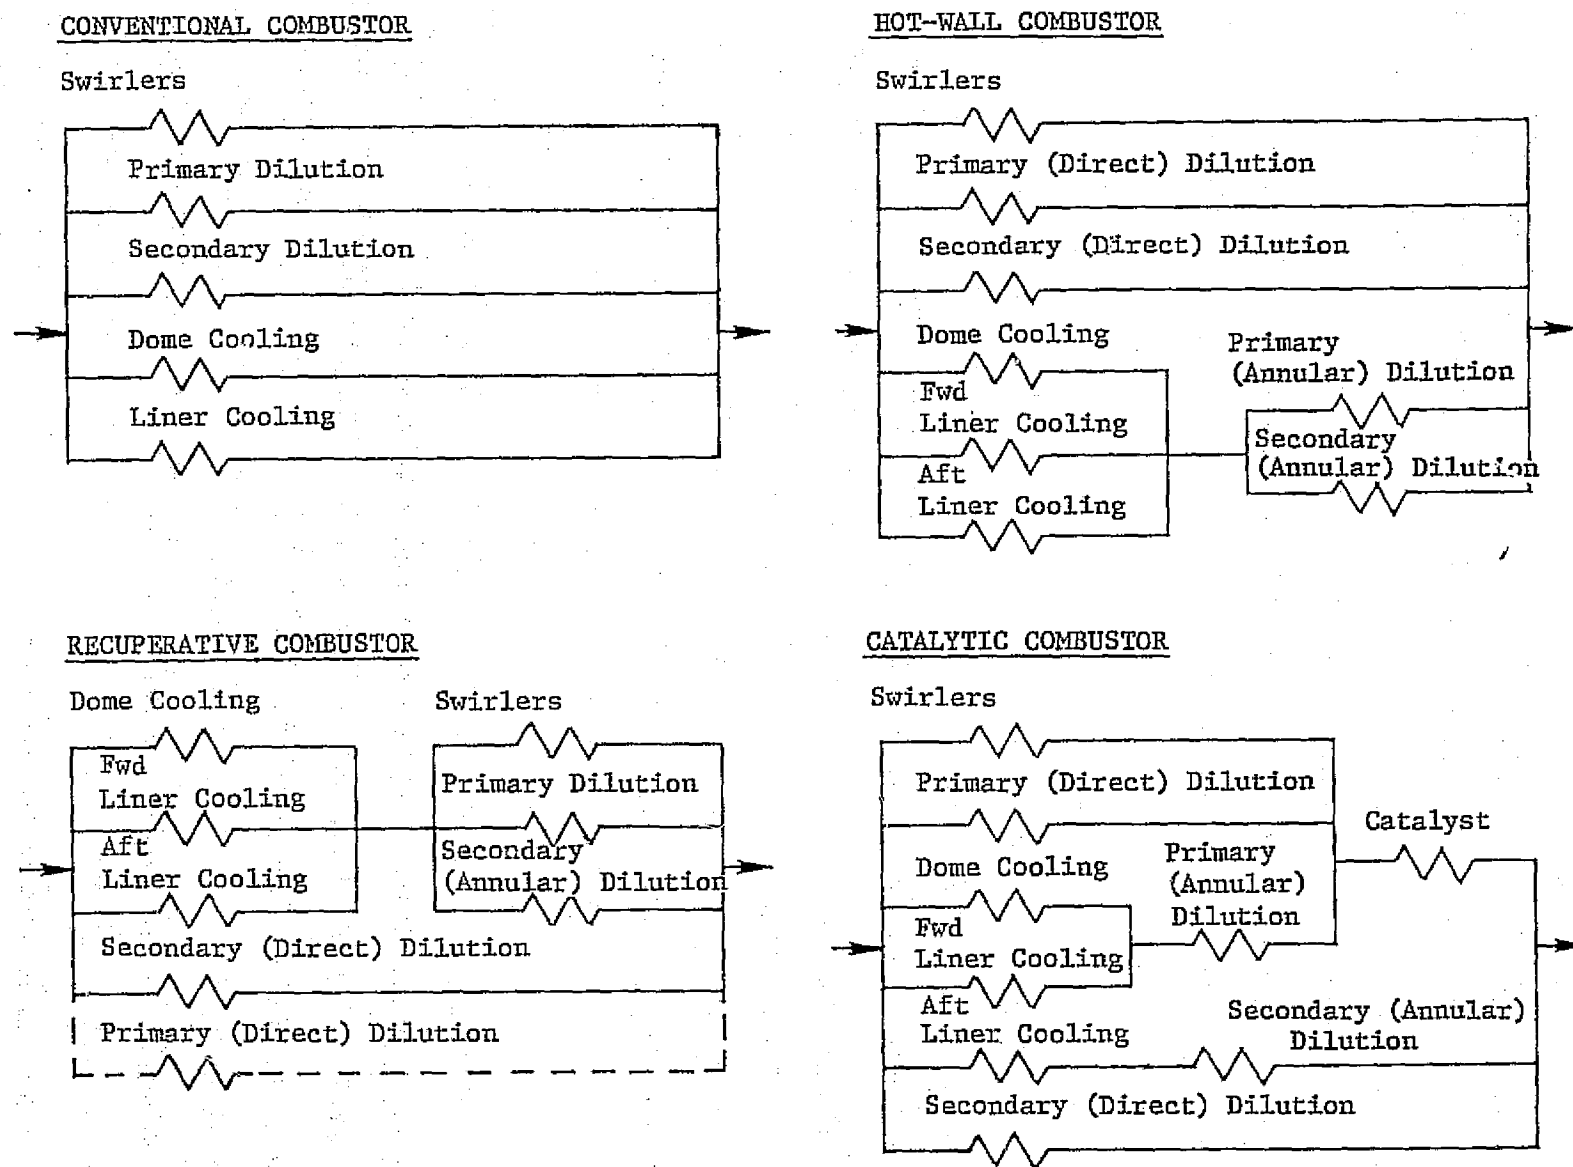 CONVENTIONAL COMBUSTOR
Swirlers
Primary Dilution
Secondary Dilution
Dome Cooling
Liner Cooling
HOT-WALL COMBUSTOR
Swirlers
Primary (Direct) Dilution
Secondary (Direct) Dilution
Dome Cooling
Fwd
Liner Cooling
Aft
Liner Cooling
Primary
(Annular) Dilution
Secondary
(Annular) Dilution
RECUPERATIVE COMBUSTOR
Dome Cooling
Fwd
Liner Cooling
Aft
Liner Cooling
Swirlers
Primary Dilution
Secondary
(Annular) Dilution
Secondary (Direct) Dilution
Primary (Direct) Dilution
CATALYTIC COMBUSTOR
Swirlers
Primary (Direct) Dilution
Catalyst
Dome Cooling
Fwd
Liner Cooling
Primary
(Annular)
Dilution
Aft
Liner Cooling
Secondary (Annular)
Dilution
Secondary (Direct) Dilution